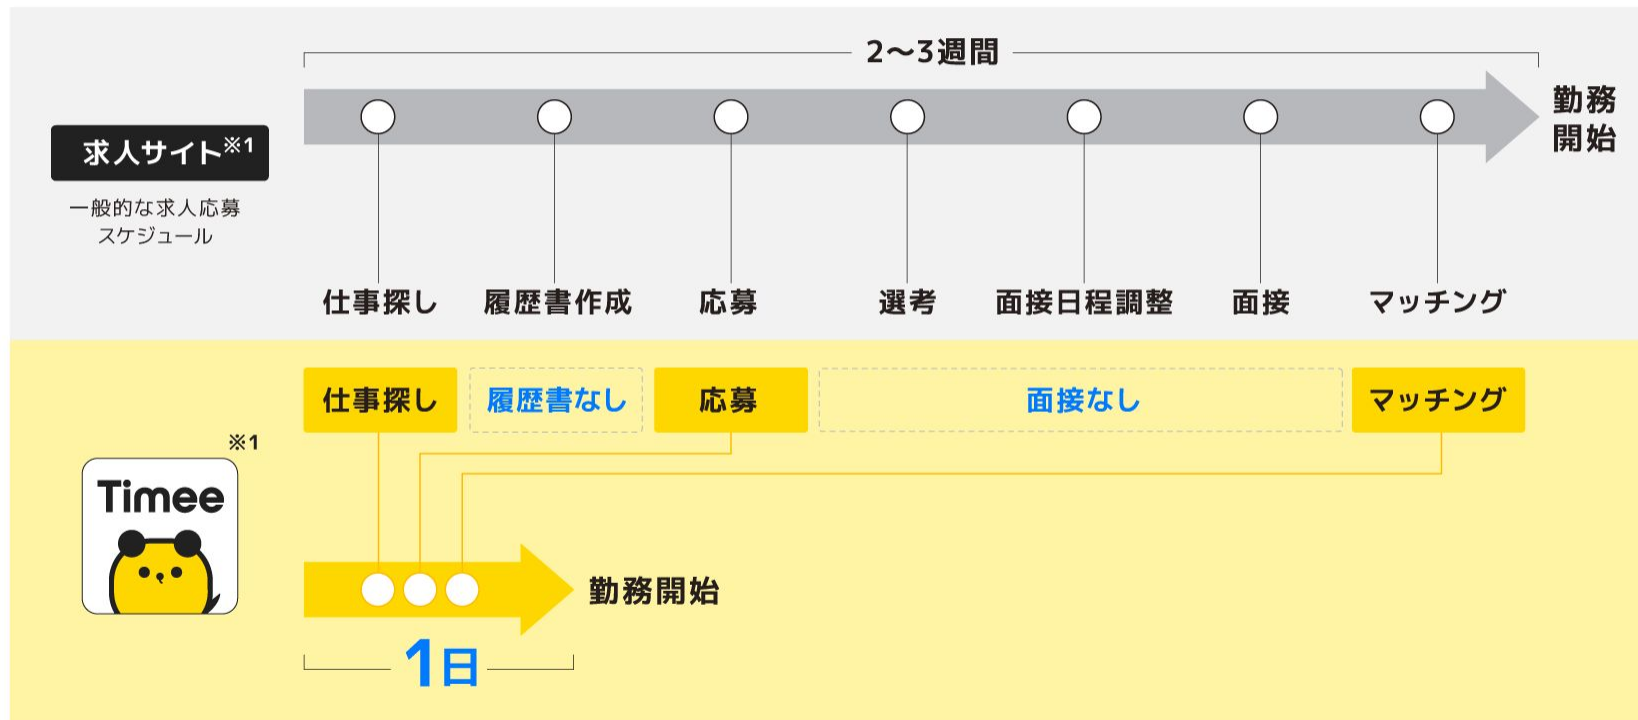 2〜3週間
勤務
開始
求人サイト※1
一般的な求人応募
スケジュール
仕事探し
履歴書作成
応募
選考
面接日程調整
面接
マッチング
仕事探し
履歴書なし
応募
面接なし
マッチング
※1
Timee
勤務開始
1日